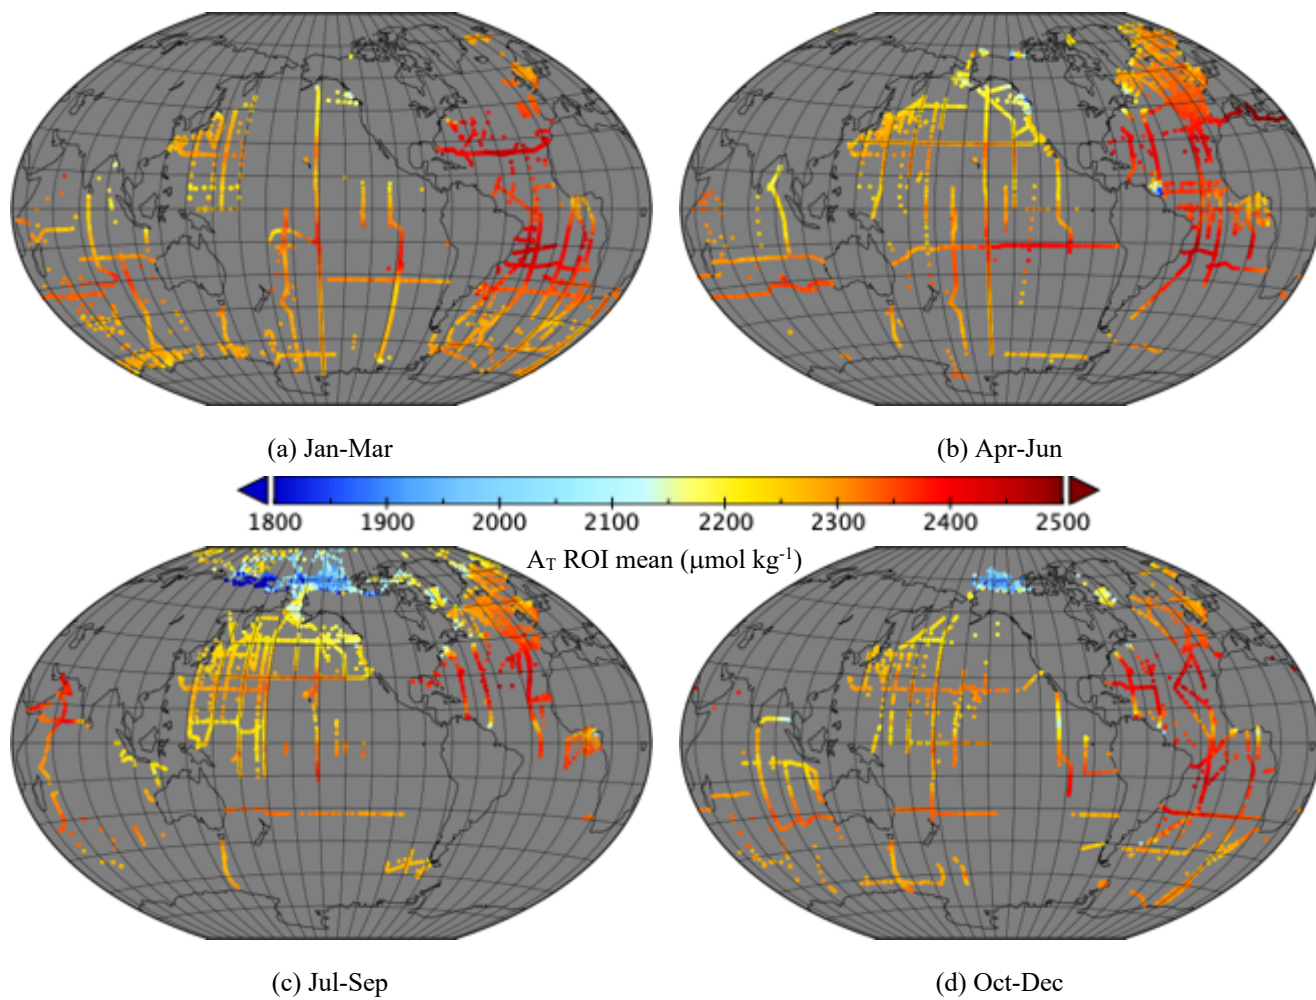 (a) Jan-Mar
(b) Apr-Jun
1800 1900 2000 2100 2200 2300 2400 2500
A_T ROI mean (μmol kg⁻¹)
(c) Jul-Sep
(d) Oct-Dec